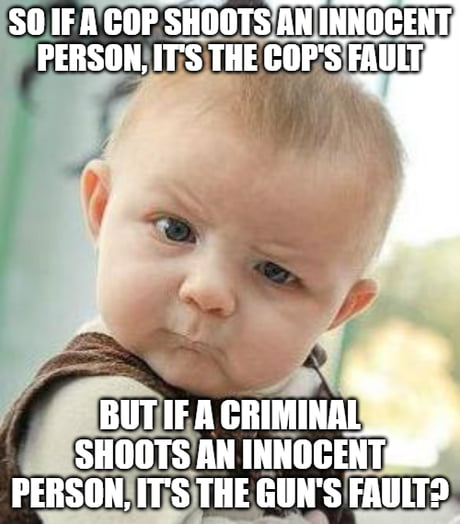 SO IF A COP SHOOTS AN INNOCENT
PERSON, IT'S THE COP'S FAULT
BUT IF A CRIMINAL
SHOOTS AN INNOCENT
PERSON, IT'S THE GUN'S FAULT?